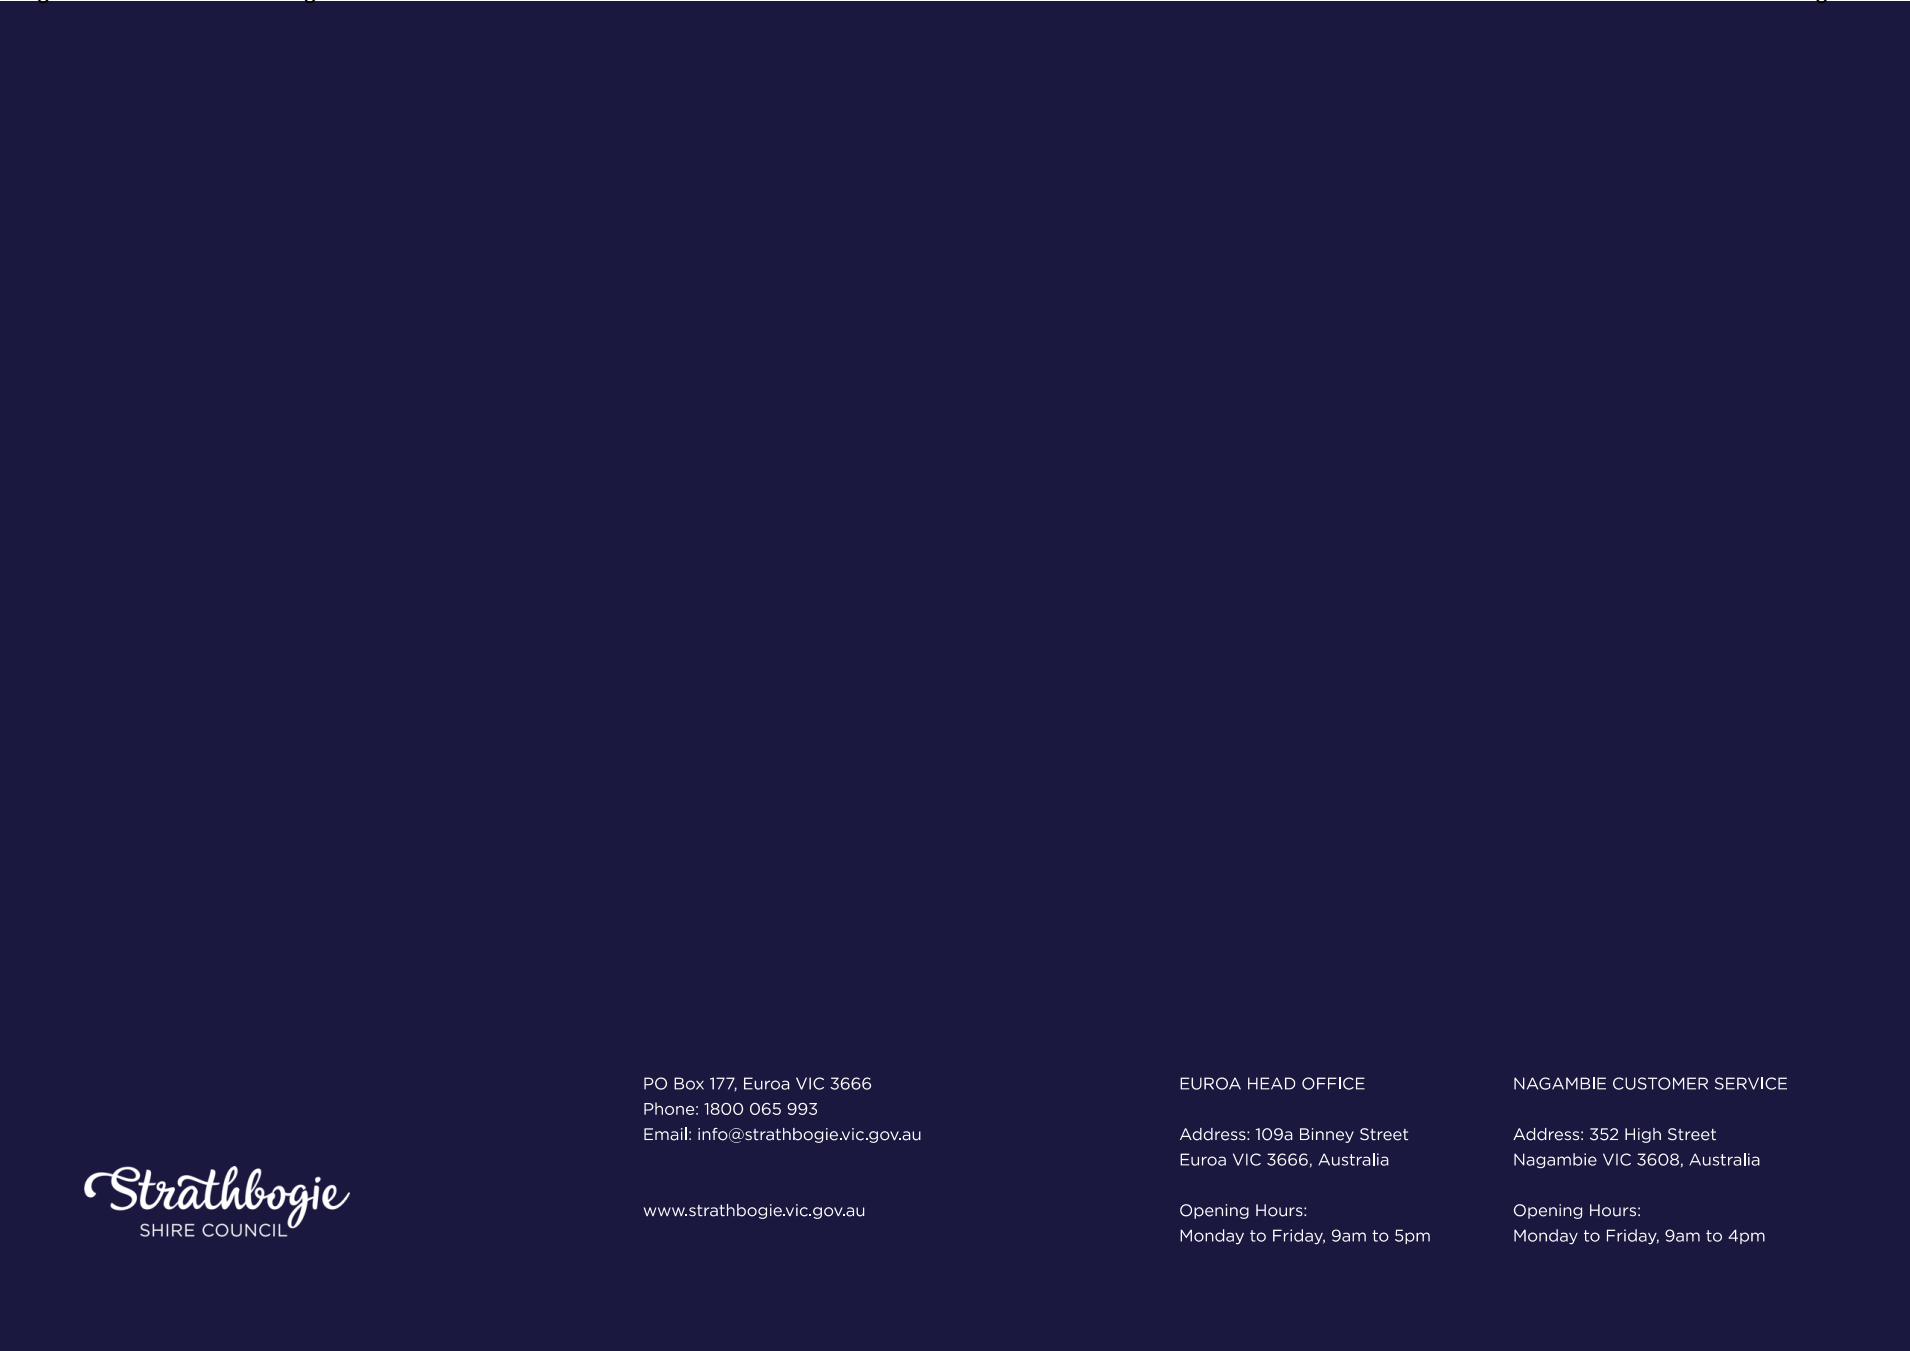 Strathbogie
SHIRE COUNCIL
PO Box 177, Euroa VIC 3666
Phone: 1800 065 993
Email: info@strathbogie.vic.gov.au
www.strathbogie.vic.gov.au
EUROA HEAD OFFICE
Address: 109a Binney Street
Euroa VIC 3666, Australia
Opening Hours:
Monday to Friday, 9am to 5pm
NAGAMBIE CUSTOMER SERVICE
Address: 352 High Street
Nagambie VIC 3608, Australia
Opening Hours:
Monday to Friday, 9am to 4pm